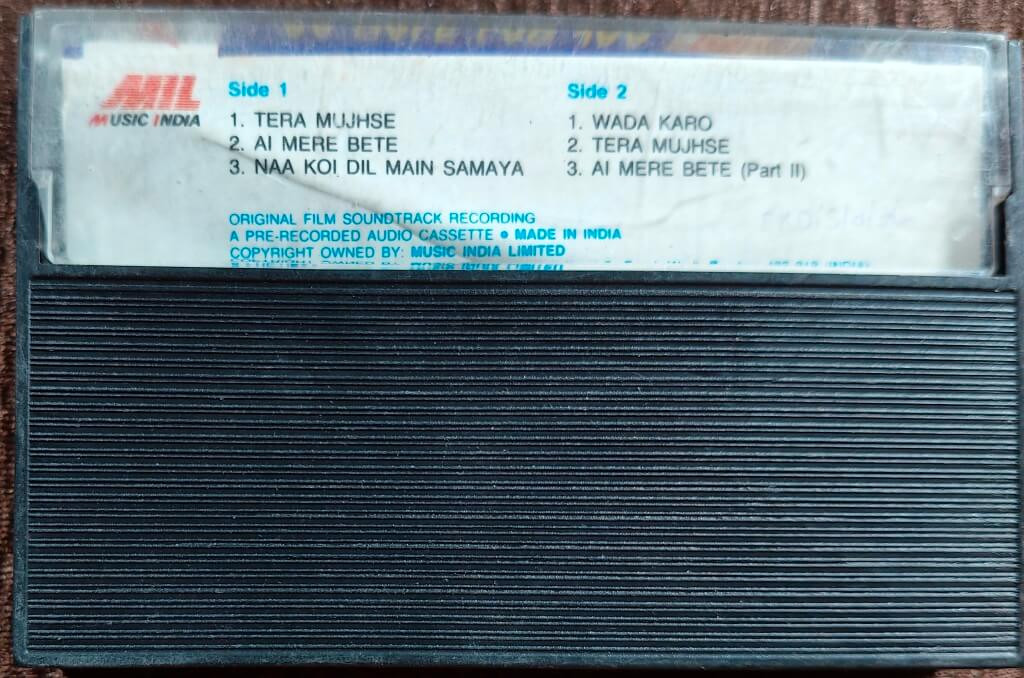 MIL
MUSIC INDIA
Side 1
1. TERA MUJHSE
2. AI MERE BETE
3. NAA KOI DIL MAIN SAMAYA
Side 2
1. WADA KARO
2. TERA MUJHSE
3. AI MERE BETE (Part II)
ORIGINAL FILM SOUNDTRACK RECORDING
A PRE-RECORDED AUDIO CASSETTE • MADE IN INDIA
COPYRIGHT OWNED BY: MUSIC INDIA LIMITED